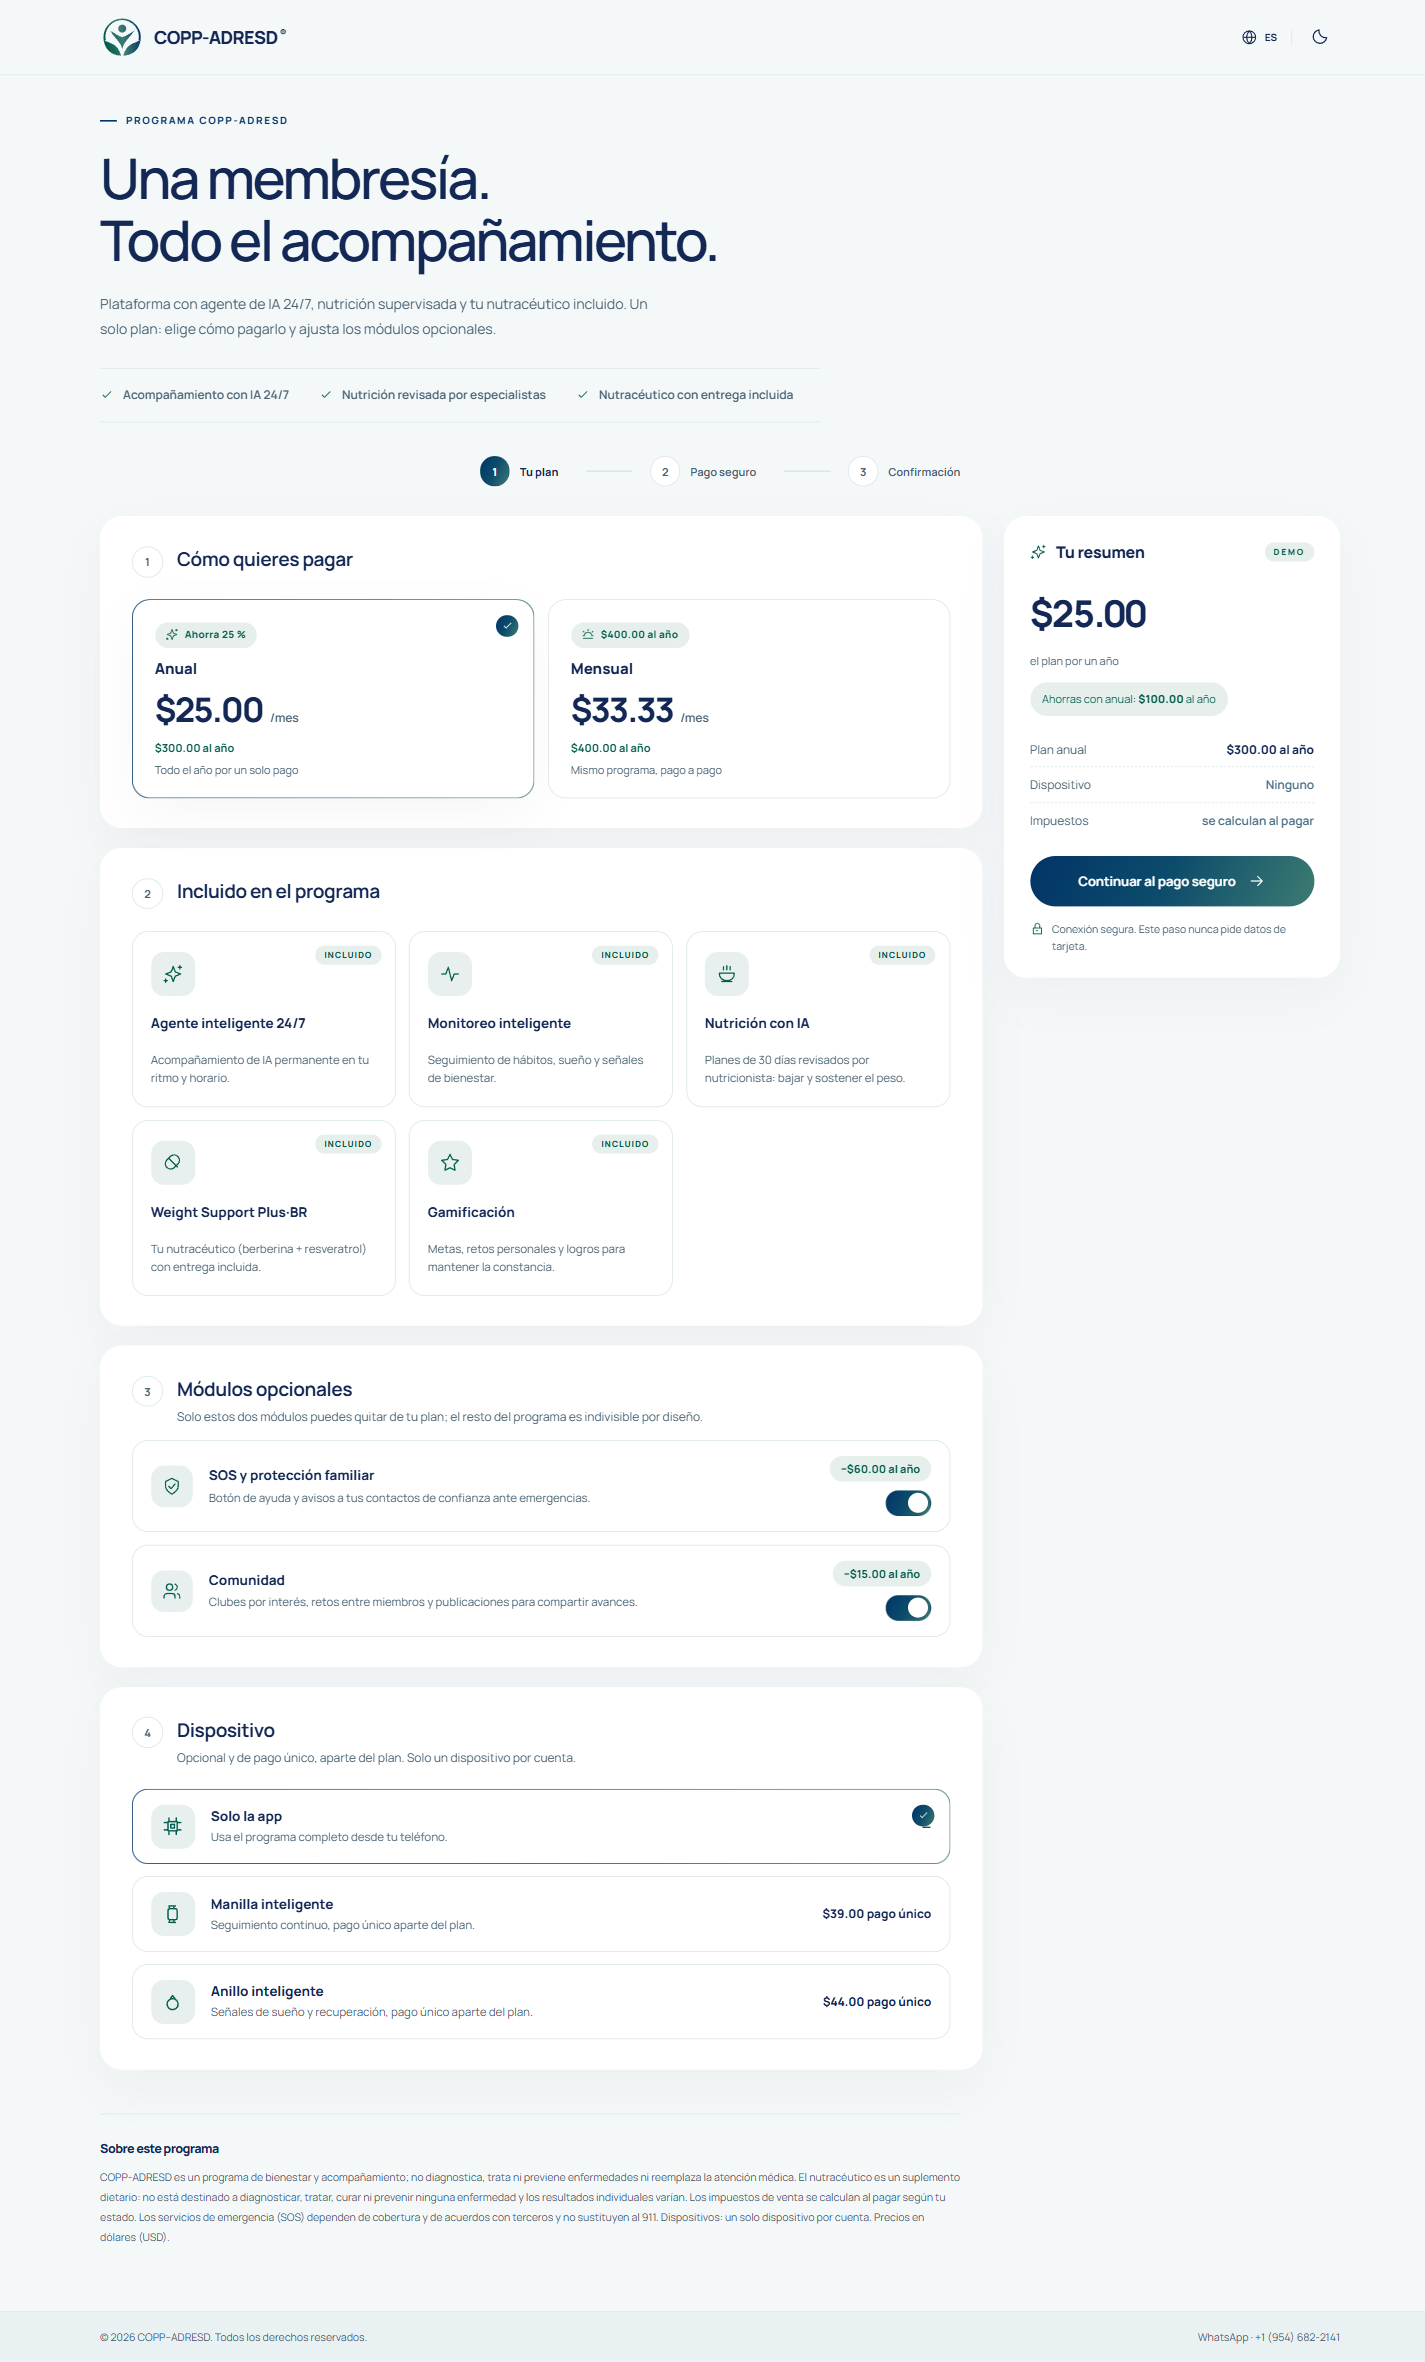 COPP-ADRESD®
ES
PROGRAMA COPP-ADRESD
Una membresía.
Todo el acompañamiento.
Plataforma con agente de IA 24/7, nutrición supervisada y tu nutracéutico incluido. Un
solo plan: elige cómo pagarlo y ajusta los módulos opcionales.
Acompañamiento con IA 24/7
Nutrición revisada por especialistas
Nutracéutico con entrega incluida
1 Tu plan
2 Pago seguro
3 Confirmación
1 Cómo quieres pagar
Ahorra 25 %
Anual
$25.00 /mes
$300.00 al año
Todo el año por un solo pago
$400.00 al año
Mensual
$33.33 /mes
$400.00 al año
Mismo programa, pago a pago
Tu resumen
DEMO
$25.00
el plan por un año
Ahorras con anual: $100.00 al año
Plan anual $300.00 al año
Dispositivo Ninguno
Impuestos se calculan al pagar
Continuar al pago seguro
Conexión segura. Este paso nunca pide datos de
tarjeta.
2 Incluido en el programa
INCLUIDO
Agente inteligente 24/7
Acompañamiento de IA permanente en tu
ritmo y horario.
INCLUIDO
Monitoreo inteligente
Seguimiento de hábitos, sueño y señales
de bienestar.
INCLUIDO
Nutrición con IA
Planes de 30 días revisados por
nutricionista: bajar y sostener el peso.
INCLUIDO
Weight Support Plus·BR
Tu nutracéutico (berberina + resveratrol)
con entrega incluida.
INCLUIDO
Gamificación
Metas, retos personales y logros para
mantener la constancia.
3 Módulos opcionales
Solo estos dos módulos puedes quitar de tu plan; el resto del programa es indivisible por diseño.
SOS y protección familiar
Botón de ayuda y avisos a tus contactos de confianza ante emergencias.
−$60.00 al año
Comunidad
Clubes por interés, retos entre miembros y publicaciones para compartir avances.
−$15.00 al año
4 Dispositivo
Opcional y de pago único, aparte del plan. Solo un dispositivo por cuenta.
Solo la app
Usa el programa completo desde tu teléfono.
Manilla inteligente
Seguimiento continuo, pago único aparte del plan.
$39.00 pago único
Anillo inteligente
Señales de sueño y recuperación, pago único aparte del plan.
$44.00 pago único
Sobre este programa
COPP-ADRESD es un programa de bienestar y acompañamiento; no diagnostica, trata ni previene enfermedades ni reemplaza la atención médica. El nutracéutico es un suplemento
dietario: no está destinado a diagnosticar, tratar, curar ni prevenir ninguna enfermedad y los resultados individuales varían. Los impuestos de venta se calculan al pagar según tu
estado. Los servicios de emergencia (SOS) dependen de cobertura y de acuerdos con terceros y no sustituyen al 911. Dispositivos: un solo dispositivo por cuenta. Precios en
dólares (USD).
© 2026 COPP-ADRESD. Todos los derechos reservados.
WhatsApp · +1 (954) 682-2141